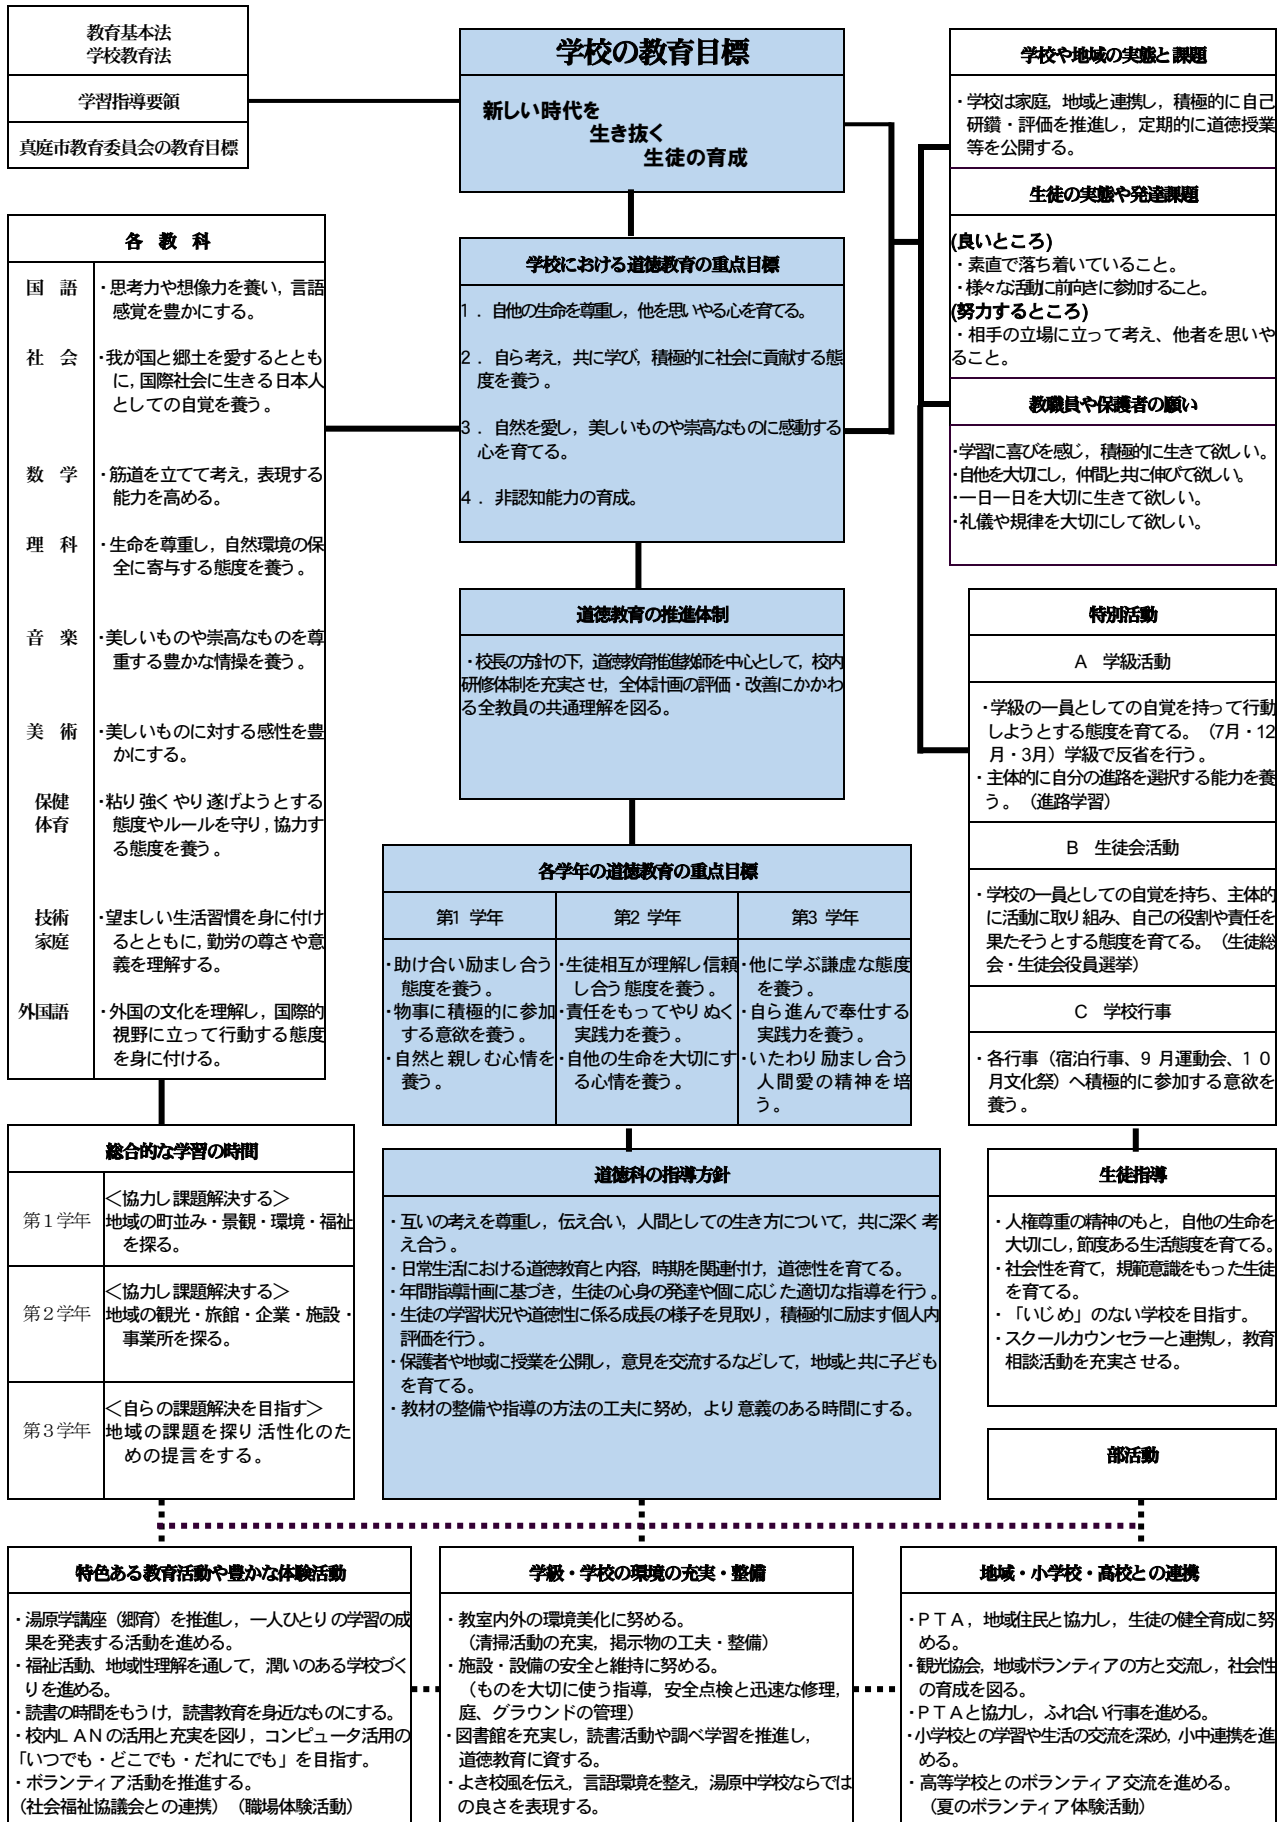 教育基本法
学校教育法
学習指導要領
真庭市教育委員会の教育目標
学校の教育目標
新しい時代を
生き抜く
生徒の育成
学校や地域の実態と課題
・学校は家庭，地域と連携し，積極的に自己
研鑽・評価を推進し，定期的に道徳授業
等を公開する。
生徒の実態や発達課題
(良いところ)
・素直で落ち着いていること。
・様々な活動に前向きに参加すること。
(努力するところ)
・相手の立場に立って考え、他者を思いや
ること。
教職員や保護者の願い
・学習に喜びを感じ，積極的に生きて欲しい。
・自他を大切にし，仲間と共に伸びて欲しい。
・一日一日を大切に生きて欲しい。
・礼儀や規律を大切にして欲しい。
各　教　科
国　語
・思考力や想像力を養い，言語
感覚を豊かにする。
社　会
・我が国と郷土を愛するととも
に，国際社会に生きる日本人
としての自覚を養う。
数　学
・筋道を立てて考え，表現する
能力を高める。
理　科
・生命を尊重し，自然環境の保
全に寄与する態度を養う。
音　楽
・美しいものや崇高なものを尊
重する豊かな情操を養う。
美　術
・美しいものに対する感性を豊
かにする。
保健
体育
・粘り強くやり遂げようとする
態度やルールを守り，協力す
る態度を養う。
技術
家庭
・望ましい生活習慣を身に付け
るとともに，勤労の尊さや意
義を理解する。
外国語
・外国の文化を理解し，国際的
視野に立って行動する態度
を身に付ける。
学校における道徳教育の重点目標
1．自他の生命を尊重し，他を思いやる心を育てる。
2．自ら考え，共に学び，積極的に社会に貢献する態
度を養う。
3．自然を愛し，美しいものや崇高なものに感動する
心を育てる。
4．非認知能力の育成。
道徳教育の推進体制
・校長の方針の下，道徳教育推進教師を中心として，校内
研修体制を充実させ，全体計画の評価・改善にかかわ
る全教員の共通理解を図る。
各学年の道徳教育の重点目標
第1 学年
第2 学年
第3 学年
・助け合い励まし合う
態度を養う。
・物事に積極的に参加
する意欲を養う。
・自然と親しむ心情を
養う。
・生徒相互が理解し信頼
し合う態度を養う。
・責任をもってやりぬく
実践力を養う。
・自他の生命を大切にす
る心情を養う。
・他に学ぶ謙虚な態度
を養う。
・自ら進んで奉仕する
実践力を養う。
・いたわり励まし合う
人間愛の精神を培
う。
特別活動
A　学級活動
・学級の一員としての自覚を持って行動
しようとする態度を育てる。（7月・12
月・3月）学級で反省を行う。
・主体的に自分の進路を選択する能力を養
う。（進路学習）
B　生徒会活動
・学校の一員としての自覚を持ち、主体的
に活動に取り組み、自己の役割や責任を
果たそうとする態度を育てる。（生徒総
会・生徒会役員選挙）
C　学校行事
・各行事（宿泊行事、9 月運動会、1 0
月文化祭）へ積極的に参加する意欲を
養う。
総合的な学習の時間
第１学年
＜協力し課題解決する＞
地域の町並み・景観・環境・福祉
を探る。
第２学年
＜協力し課題解決する＞
地域の観光・旅館・企業・施設・
事業所を探る。
第３学年
＜自らの課題解決を目指す＞
地域の課題を探り活性化のた
めの提言をする。
道徳科の指導方針
・互いの考えを尊重し，伝え合い，人間としての生き方について，共に深く考
え合う。
・日常生活における道徳教育と内容，時期を関連付け，道徳性を育てる。
・年間指導計画に基づき，生徒の心身の発達や個に応じた適切な指導を行う。
・生徒の学習状況や道徳性に係る成長の様子を見取り，積極的に励ます個人内
評価を行う。
・保護者や地域に授業を公開し，意見を交流するなどして，地域と共に子ども
を育てる。
・教材の整備や指導の方法の工夫に努め，より意義のある時間にする。
生徒指導
・人権尊重の精神のもと，自他の生命を
大切にし，節度ある生活態度を育てる。
・社会性を育て，規範意識をもった生徒
を育てる。
・「いじめ」のない学校を目指す。
・スクールカウンセラーと連携し，教育
相談活動を充実させる。
部活動
特色ある教育活動や豊かな体験活動
・湯原学講座（郷育）を推進し，一人ひとりの学習の成
果を発表する活動を進める。
・福祉活動、地域性理解を通して，潤いのある学校づく
りを進める。
・読書の時間をもうけ，読書教育を身近なものにする。
・校内ＬＡＮの活用と充実を図り，コンピュータ活用の
「いつでも・どこでも・だれにでも」を目指す。
・ボランティア活動を推進する。
（社会福祉協議会との連携）（職場体験活動）
学級・学校の環境の充実・整備
・教室内外の環境美化に努める。
（清掃活動の充実，掲示物の工夫・整備）
・施設・設備の安全と維持に努める。
（ものを大切に使う指導，安全点検と迅速な修理，
庭、グラウンドの管理）
・図書館を充実し，読書活動や調べ学習を推進し，
道徳教育に資する。
・よき校風を伝え，言語環境を整え，湯原中学校ならでは
の良さを表現する。
地域・小学校・高校との連携
・ＰＴＡ，地域住民と協力し，生徒の健全育成に努
める。
・観光協会，地域ボランティアの方と交流し，社会性
の育成を図る。
・ＰＴＡと協力し，ふれ合い行事を進める。
・小学校との学習や生活の交流を深め，小中連携を進
める。
・高等学校とのボランティア交流を進める。
（夏のボランティア体験活動）